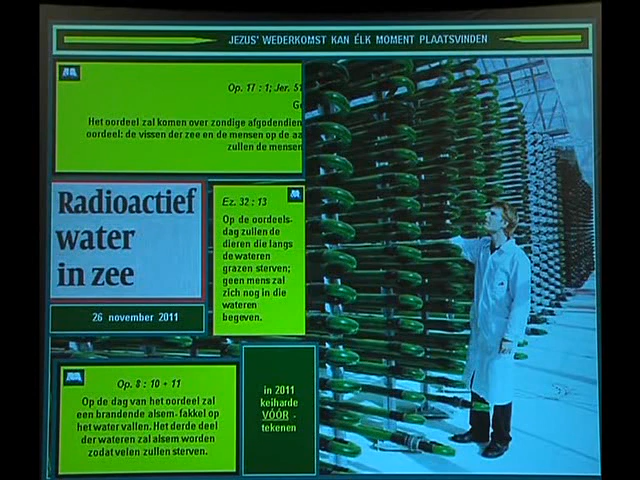 JEZUS' WEDERKOMST KAN ÉLK MOMENT PLAATSVINDEN
Op. 17 : 1; Jer. 51
Het oordeel zal komen over zondige afgodendien
oordeel: de vissen der zee en de mensen op de aa
zullen de mensen
Radioactief
water
in zee
26 november 2011
Ez. 32 : 13
Op de oordeels-
dag zullen de
dieren die langs
de wateren
grazen sterven;
geen mens zal
zich nog in die
wateren
begeven.
Op. 8 : 10 + 11
Op de dag van het oordeel zal
een brandende alsem-fakkel op
het water vallen. Het derde deel
der wateren zal alsem worden
zodat velen zullen sterven.
in 2011
keiharde
VÓÓR -
tekenen